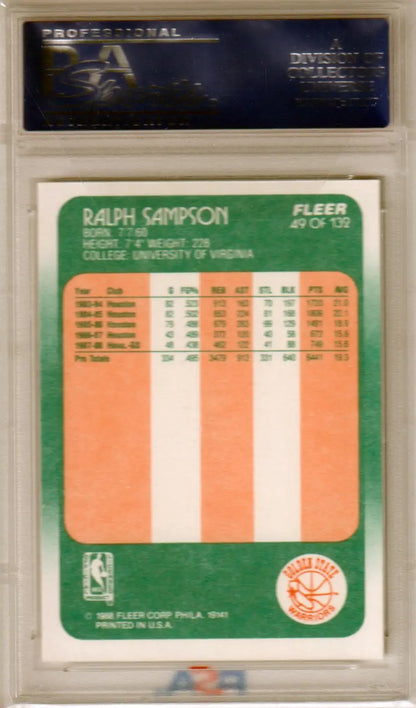 PROFESSIONAL
PSA
A
DIVISION OF
COLLECTORS
UNIVERSE
RALPH SAMPSON
FLEER
49 OF 132
BORN: 7 7 60
HEIGHT: 7'4" WEIGHT: 228
COLLEGE: UNIVERSITY OF VIRGINIA
Year Club G FG% REB AST STL BLK PTS AVG
1983-84 Houston 82 .523 913 163 70 197 1720 21.0
1984-85 Houston 82 .502 853 224 81 168 1809 22.1
1985-86 Houston 79 .488 879 283 99 129 1491 18.9
1986-87 Houston 43 .489 372 120 40 58 672 15.6
1987-88 Hous.-GS 48 .438 462 122 41 88 749 15.6
Pro Totals 334 .495 3479 912 331 640 6441 19.3
NBA
GOLDEN STATE
WARRIORS
© 1988 FLEER CORP. PHILA. 19141
PRINTED IN U.S.A.
PSA